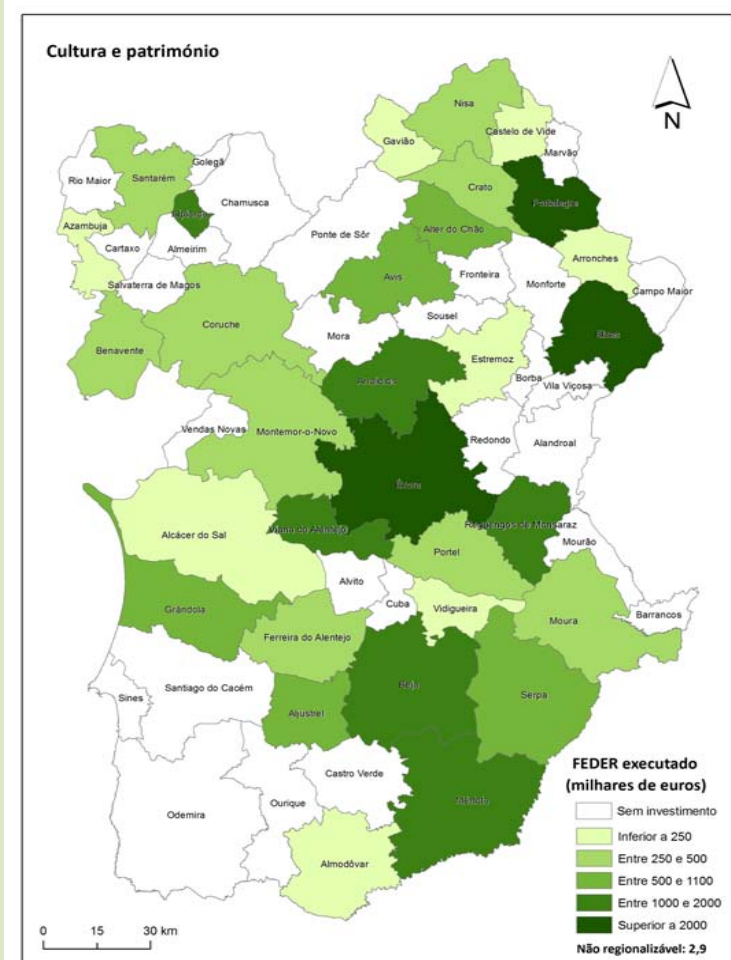 Cultura e património
N
Nisa
Castelo de Vide
Gavião
Marvão
Golegã
Rio Maior
Santarém
Crato
Chamusca
Portalegre
Alpiarça
Azambuja
Ponte de Sôr
Alter do Chão
Cartaxo
Almeirim
Arronches
Avis
Fronteira
Monforte
Salvaterra de Magos
Campo Maior
Sousel
Coruche
Mora
Elvas
Benavente
Estremoz
Arraiolos
Borba
Vila Viçosa
Vendas Novas
Montemor-o-Novo
Redondo
Alandroal
Évora
Alcácer do Sal
Viana do Alentejo
Reguengos de Monsaraz
Mourão
Portel
Alvito
Cuba
Vidigueira
Grândola
Moura
Barrancos
Ferreira do Alentejo
Beja
Santiago do Cacém
Sines
Aljustrel
Serpa
Castro Verde
Ourique
Odemira
Mértola
Almodôvar
FEDER executado
(milhares de euros)
Sem investimento
Inferior a 250
Entre 250 e 500
Entre 500 e 1100
Entre 1000 e 2000
Superior a 2000
Não regionalizável: 2,9
0 15 30 km